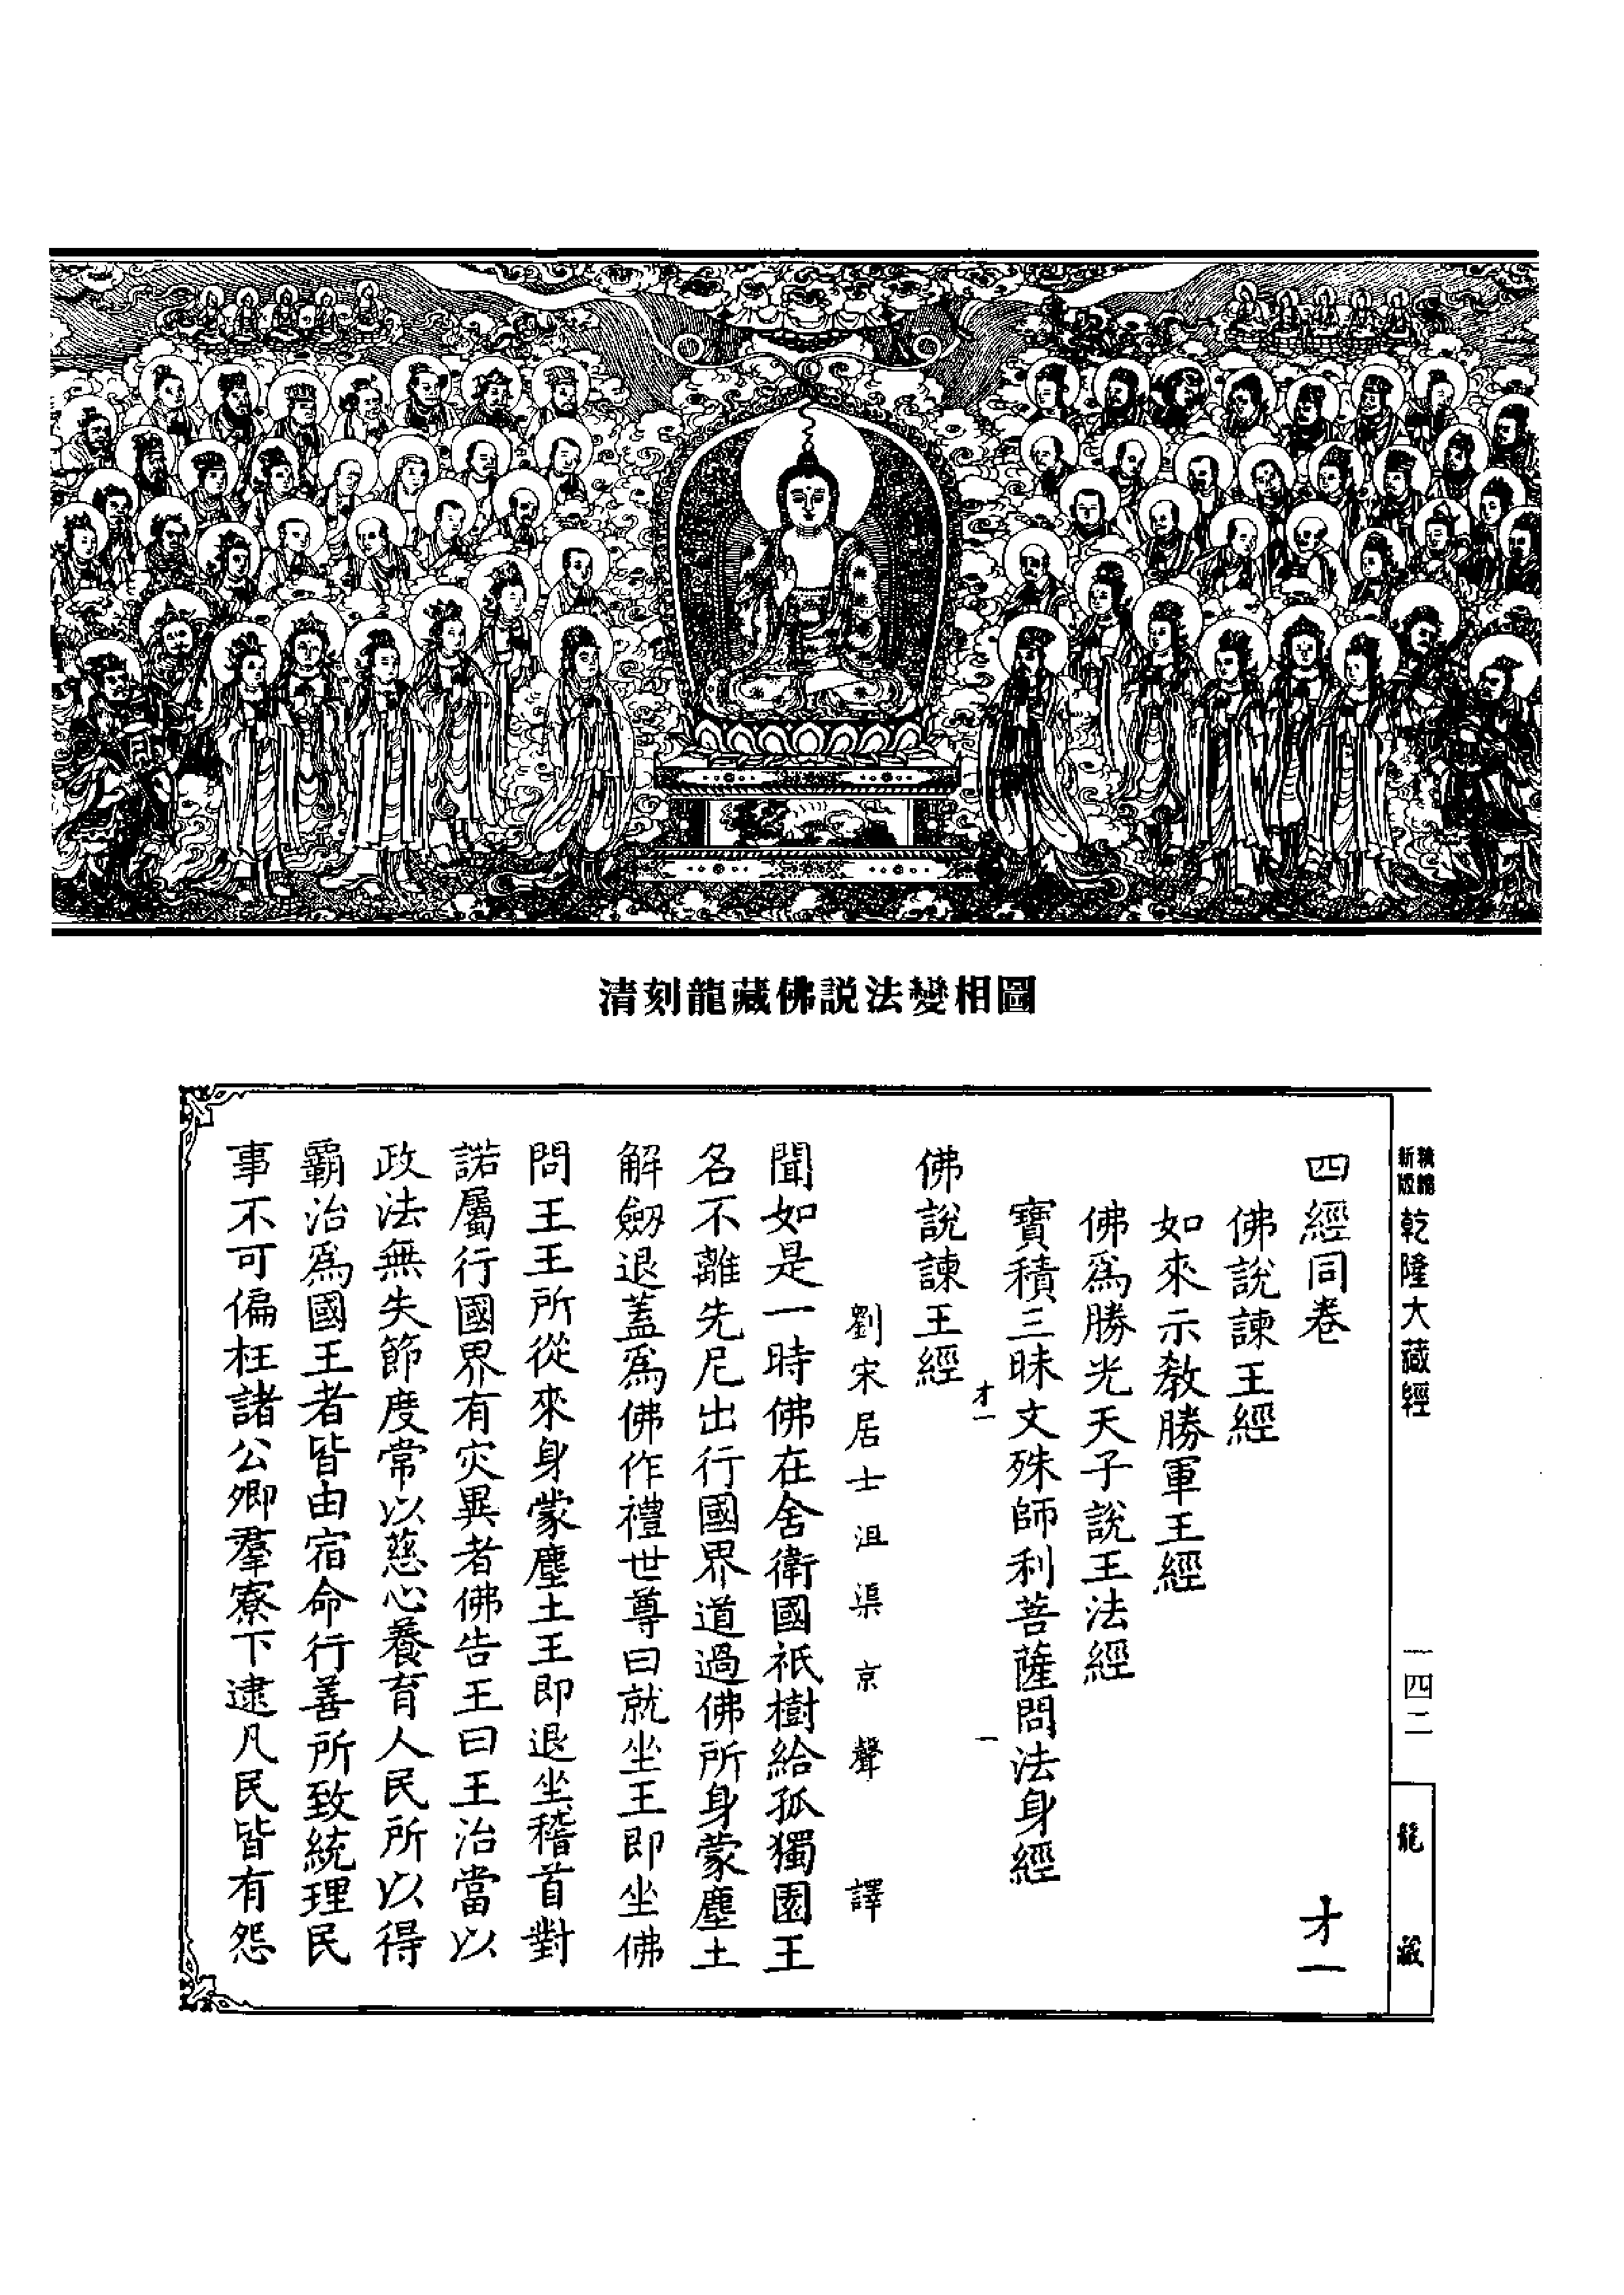 清刻龍藏佛説法變相圖
新版
精縮
乾隆大藏經
一四二
龍藏
四經同卷 才一
佛說諫王經
如來示教勝軍王經
佛爲勝光天子說王法經
寶積三昧文殊師利菩薩問法身經
才一 一
佛說諫王經
劉宋居士沮渠京聲譯
聞如是一時佛在舍衛國祇樹給孤獨園王
名不離先尼出行國界道過佛所身蒙塵土
解劒退蓋爲佛作禮世尊曰就坐王即坐佛
問王王所從來身蒙塵土王即退坐稽首對
諾屬行國界有灾異者佛告王曰王治當以
政法無失節度常以慈心養育人民所以得
霸治爲國王者皆由宿命行善所致統理民
事不可偏枉諸公卿羣寮下逮凡民皆有怨